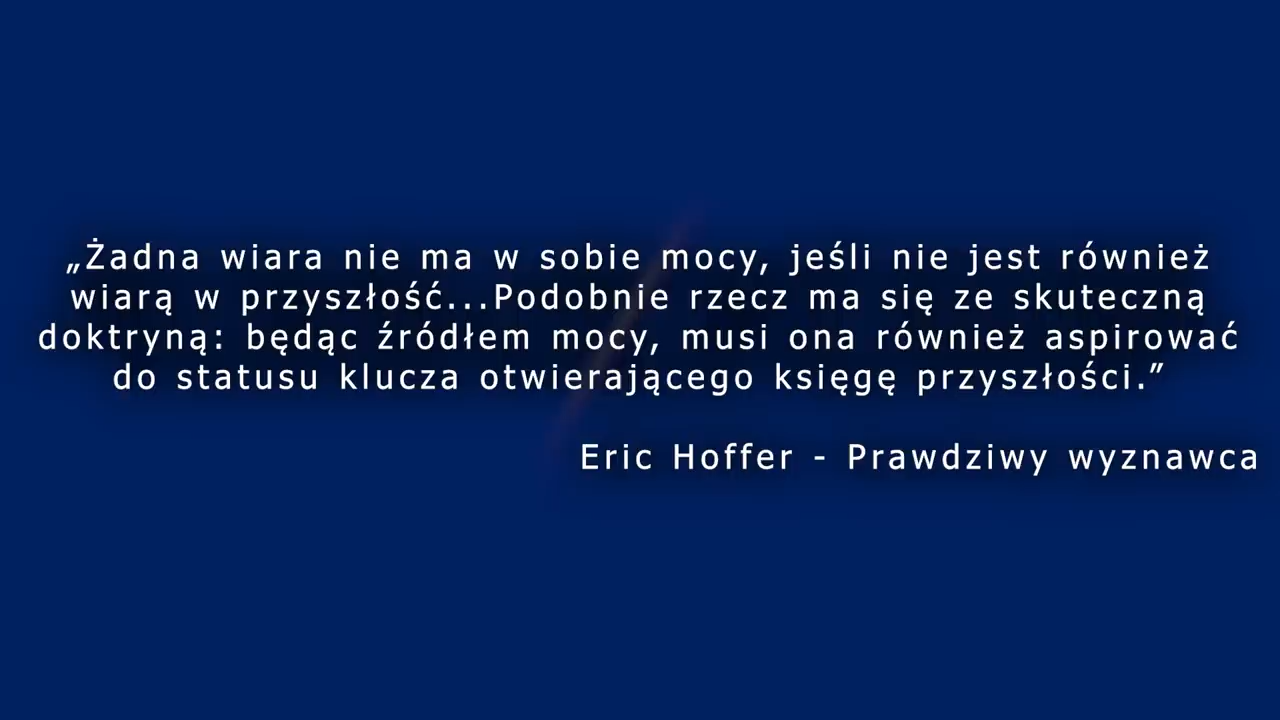 „Żadna wiara nie ma w sobie mocy, jeśli nie jest również
wiarą w przyszłość...Podobnie rzecz ma się ze skuteczną
doktryną: będąc źródłem mocy, musi ona również aspirować
do statusu klucza otwierającego księgę przyszłości.”
Eric Hoffer - Prawdziwy wyznawca